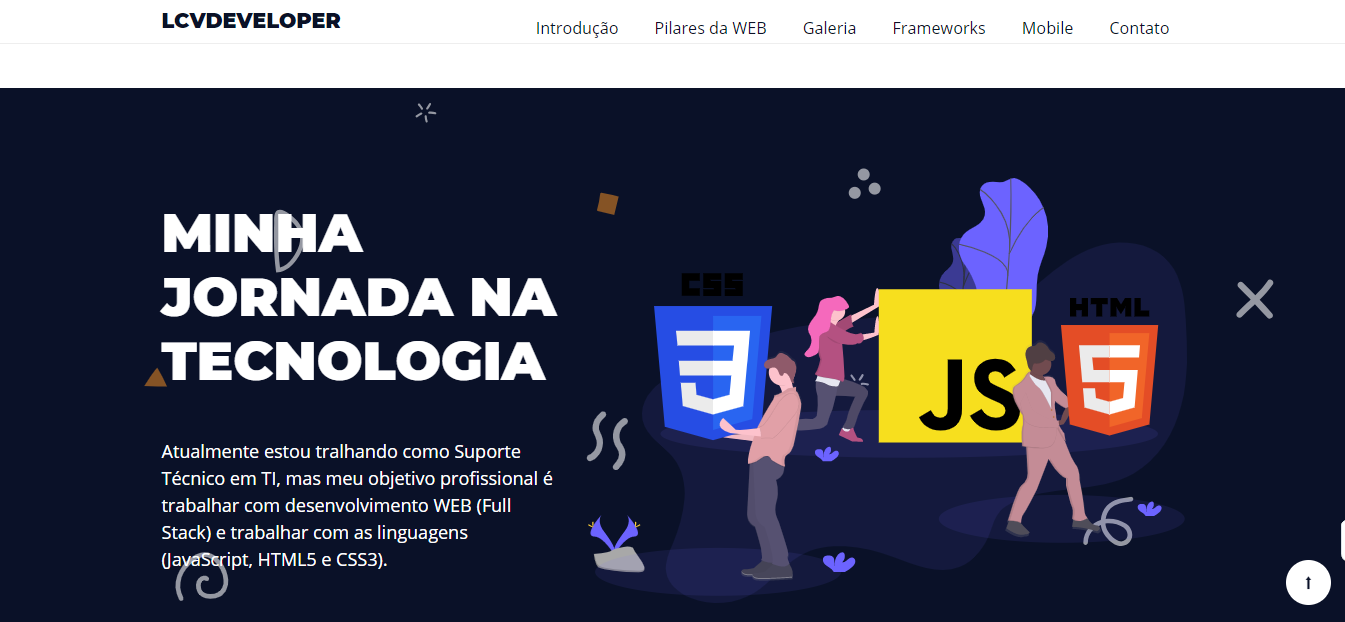 LCVDEVELOPER
Introdução Pilares da WEB Galeria Frameworks Mobile Contato
MINHA
JORNADA NA
TECNOLOGIA
Atualmente estou tralhando como Suporte
Técnico em TI, mas meu objetivo profissional é
trabalhar com desenvolvimento WEB (Full
Stack) e trabalhar com as linguagens
(JavaScript, HTML5 e CSS3).
CSS
3
JS
HTML
5